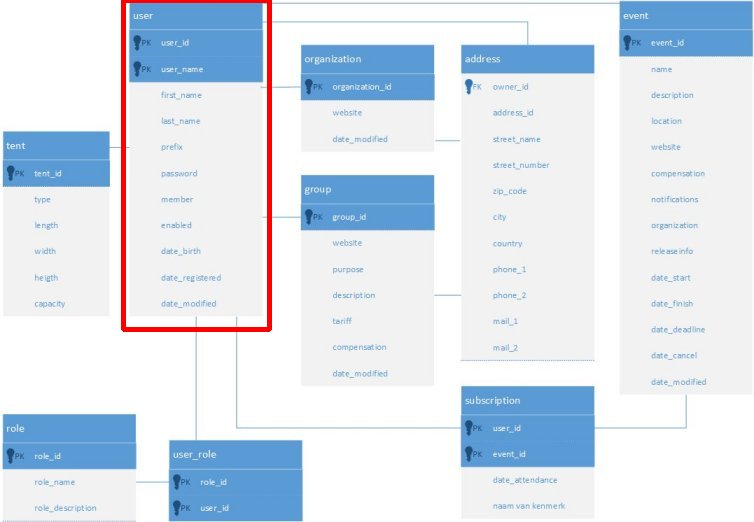 user
PK user_id
PK user_name
first_name
last_name
prefix
password
member
enabled
date_birth
date_registered
date_modified
organization
PK organization_id
website
date_modified
address
FK owner_id
address_id
street_name
street_number
zip_code
city
country
phone_1
phone_2
mail_1
mail_2
event
PK event_id
name
description
location
website
compensation
notifications
organization
releaseinfo
date_start
date_finish
date_deadline
date_cancel
date_modified
tent
PK tent_id
type
length
width
heigth
capacity
group
PK group_id
website
purpose
description
tariff
compensation
date_modified
role
PK role_id
role_name
role_description
user_role
PK role_id
PK user_id
subscription
PK user_id
PK event_id
date_attendance
naam van kenmerk